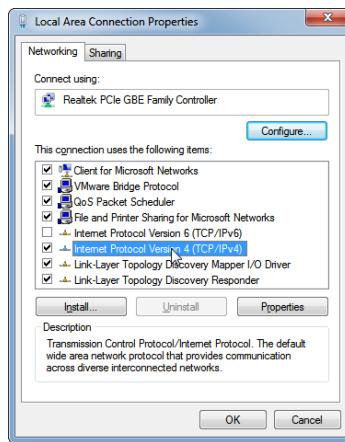 Local Area Connection Properties
Networking
Sharing
Connect using:
Realtek PCIe GBE Family Controller
Configure...
This connection uses the following items:
Client for Microsoft Networks
VMware Bridge Protocol
QoS Packet Scheduler
File and Printer Sharing for Microsoft Networks
Internet Protocol Version 6 (TCP/IPv6)
Internet Protocol Version 4 (TCP/IPv4)
Link-Layer Topology Discovery Mapper I/O Driver
Link-Layer Topology Discovery Responder
Install...
Uninstall
Properties
Description
Transmission Control Protocol/Internet Protocol. The default
wide area network protocol that provides communication
across diverse interconnected networks.
OK
Cancel